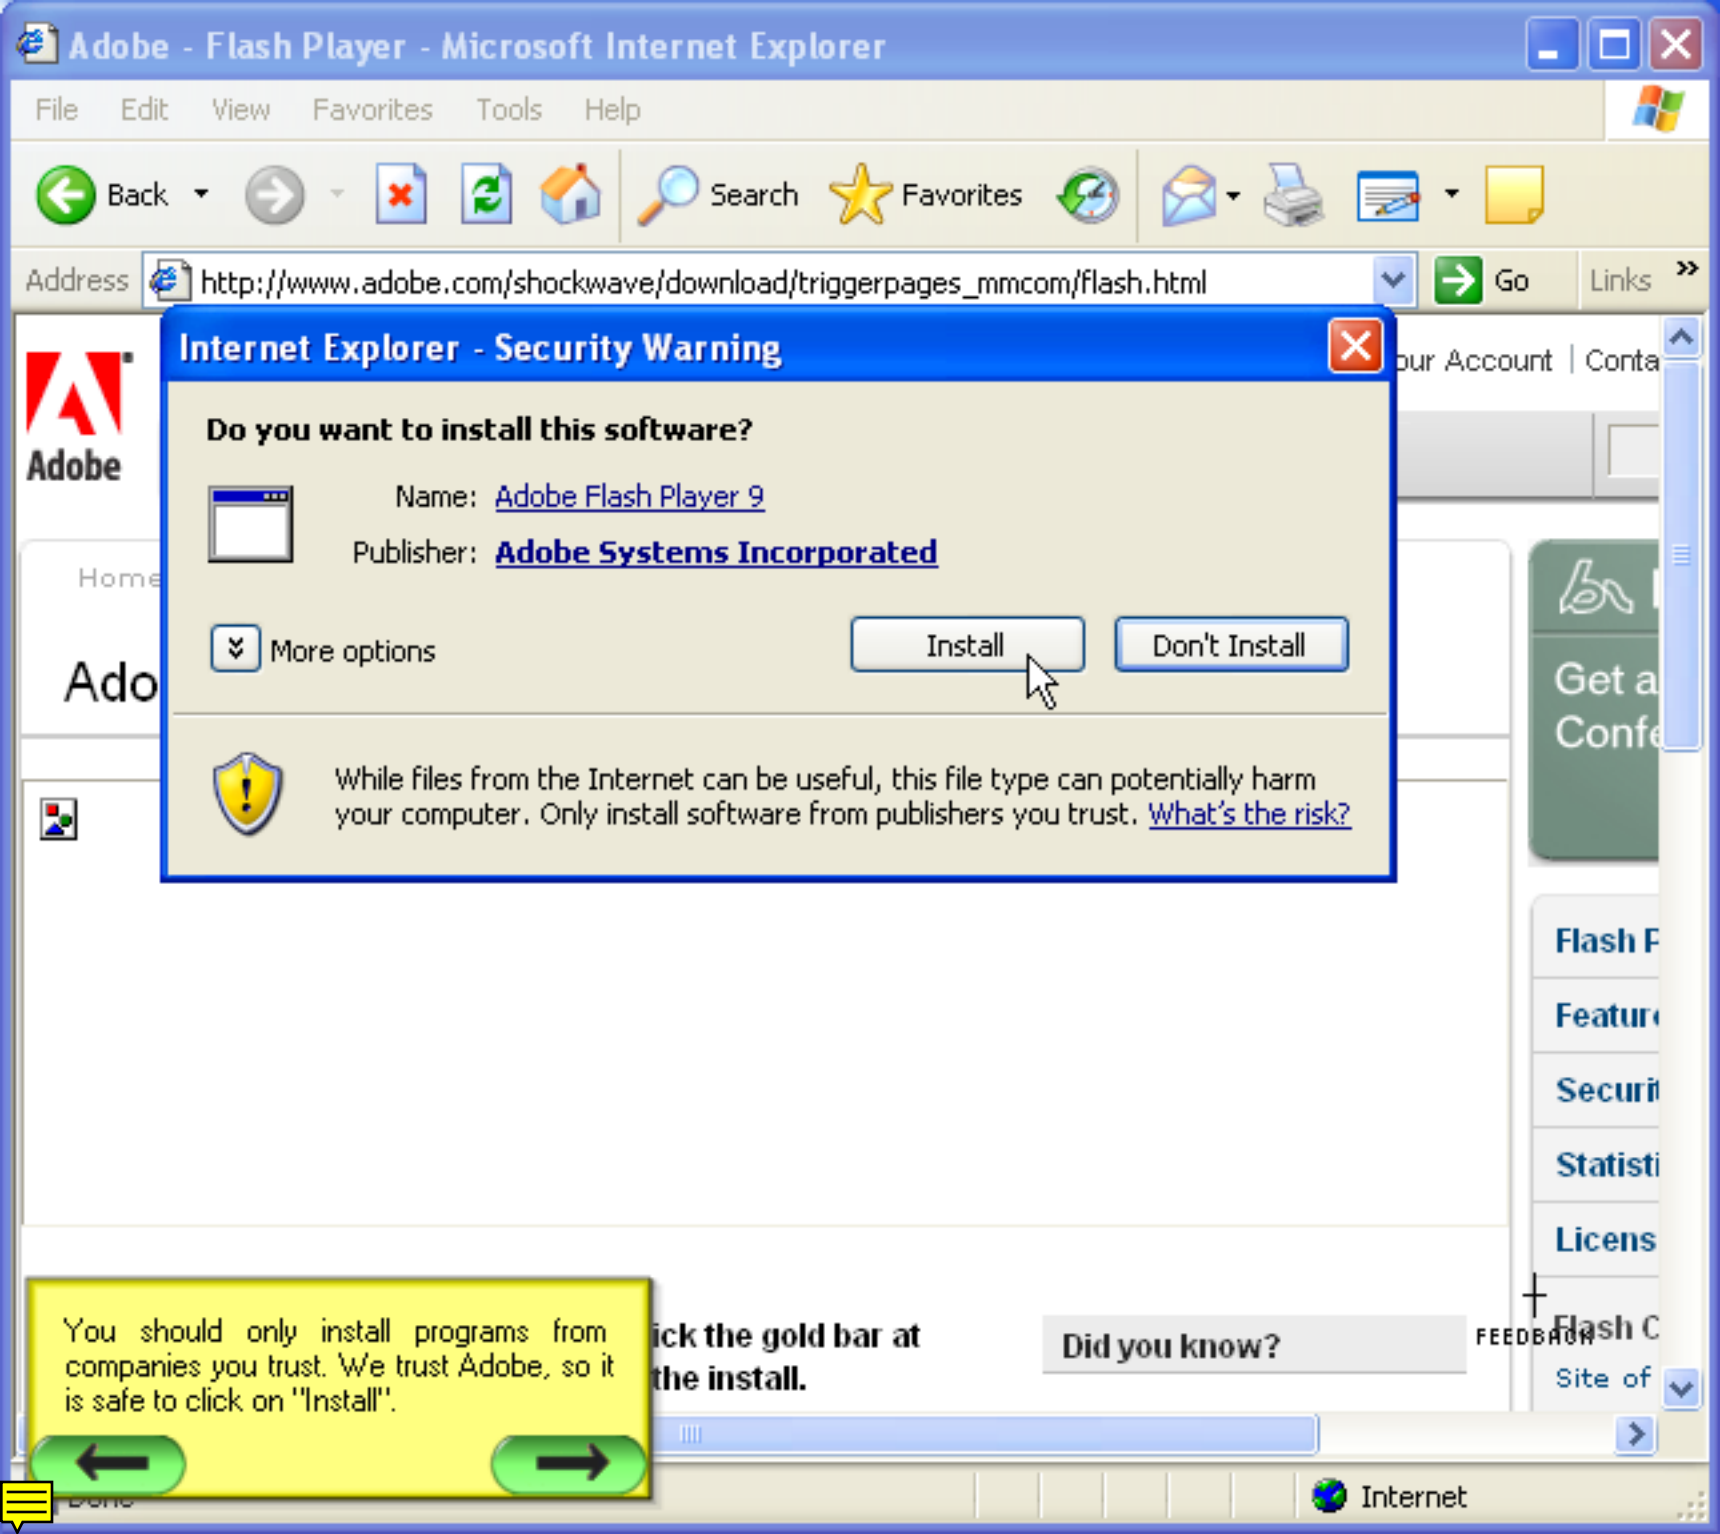 Adobe - Flash Player - Microsoft Internet Explorer
File Edit View Favorites Tools Help
Back Search Favorites
Address http://www.adobe.com/shockwave/download/triggerpages_mmcom/flash.html Go Links »
Internet Explorer - Security Warning
our Account | Conta
Adobe
Do you want to install this software?
Name: Adobe Flash Player 9
Publisher: Adobe Systems Incorporated
Home
More options
Install
Don't Install
Ado
Get a
Confe
While files from the Internet can be useful, this file type can potentially harm
your computer. Only install software from publishers you trust. What's the risk?
Flash P
Feature
Securit
Statisti
Licens
You should only install programs from
companies you trust. We trust Adobe, so it
is safe to click on "Install".
ick the gold bar at
the install.
Did you know?
FEEDBACK
Flash C
Site of
Done
Internet